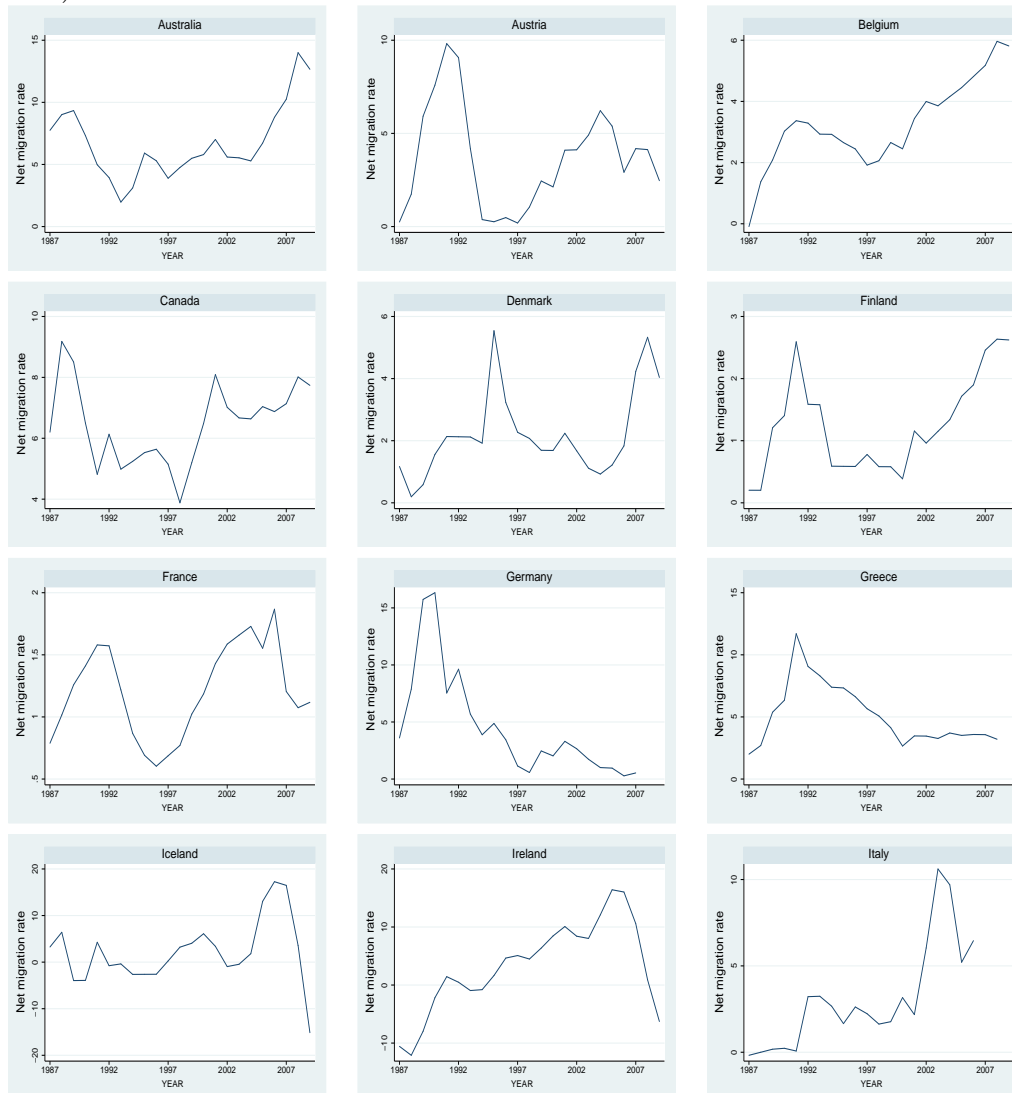 Australia
Net migration rate
0 5 10 15
1987 1992 1997 2002 2007
YEAR
Austria
Net migration rate
0 5 10
1987 1992 1997 2002 2007
YEAR
Belgium
Net migration rate
0 2 4 6
1987 1992 1997 2002 2007
YEAR
Canada
Net migration rate
4 6 8 10
1987 1992 1997 2002 2007
YEAR
Denmark
Net migration rate
0 2 4 6
1987 1992 1997 2002 2007
YEAR
Finland
Net migration rate
0 1 2 3
1987 1992 1997 2002 2007
YEAR
France
Net migration rate
.5 1 1.5 2
1987 1992 1997 2002 2007
YEAR
Germany
Net migration rate
0 5 10 15
1987 1992 1997 2002 2007
YEAR
Greece
Net migration rate
0 5 10 15
1987 1992 1997 2002 2007
YEAR
Iceland
Net migration rate
−20 −10 0 10 20
1987 1992 1997 2002 2007
YEAR
Ireland
Net migration rate
−10 0 10 20
1987 1992 1997 2002 2007
YEAR
Italy
Net migration rate
0 5 10
1987 1992 1997 2002 2007
YEAR